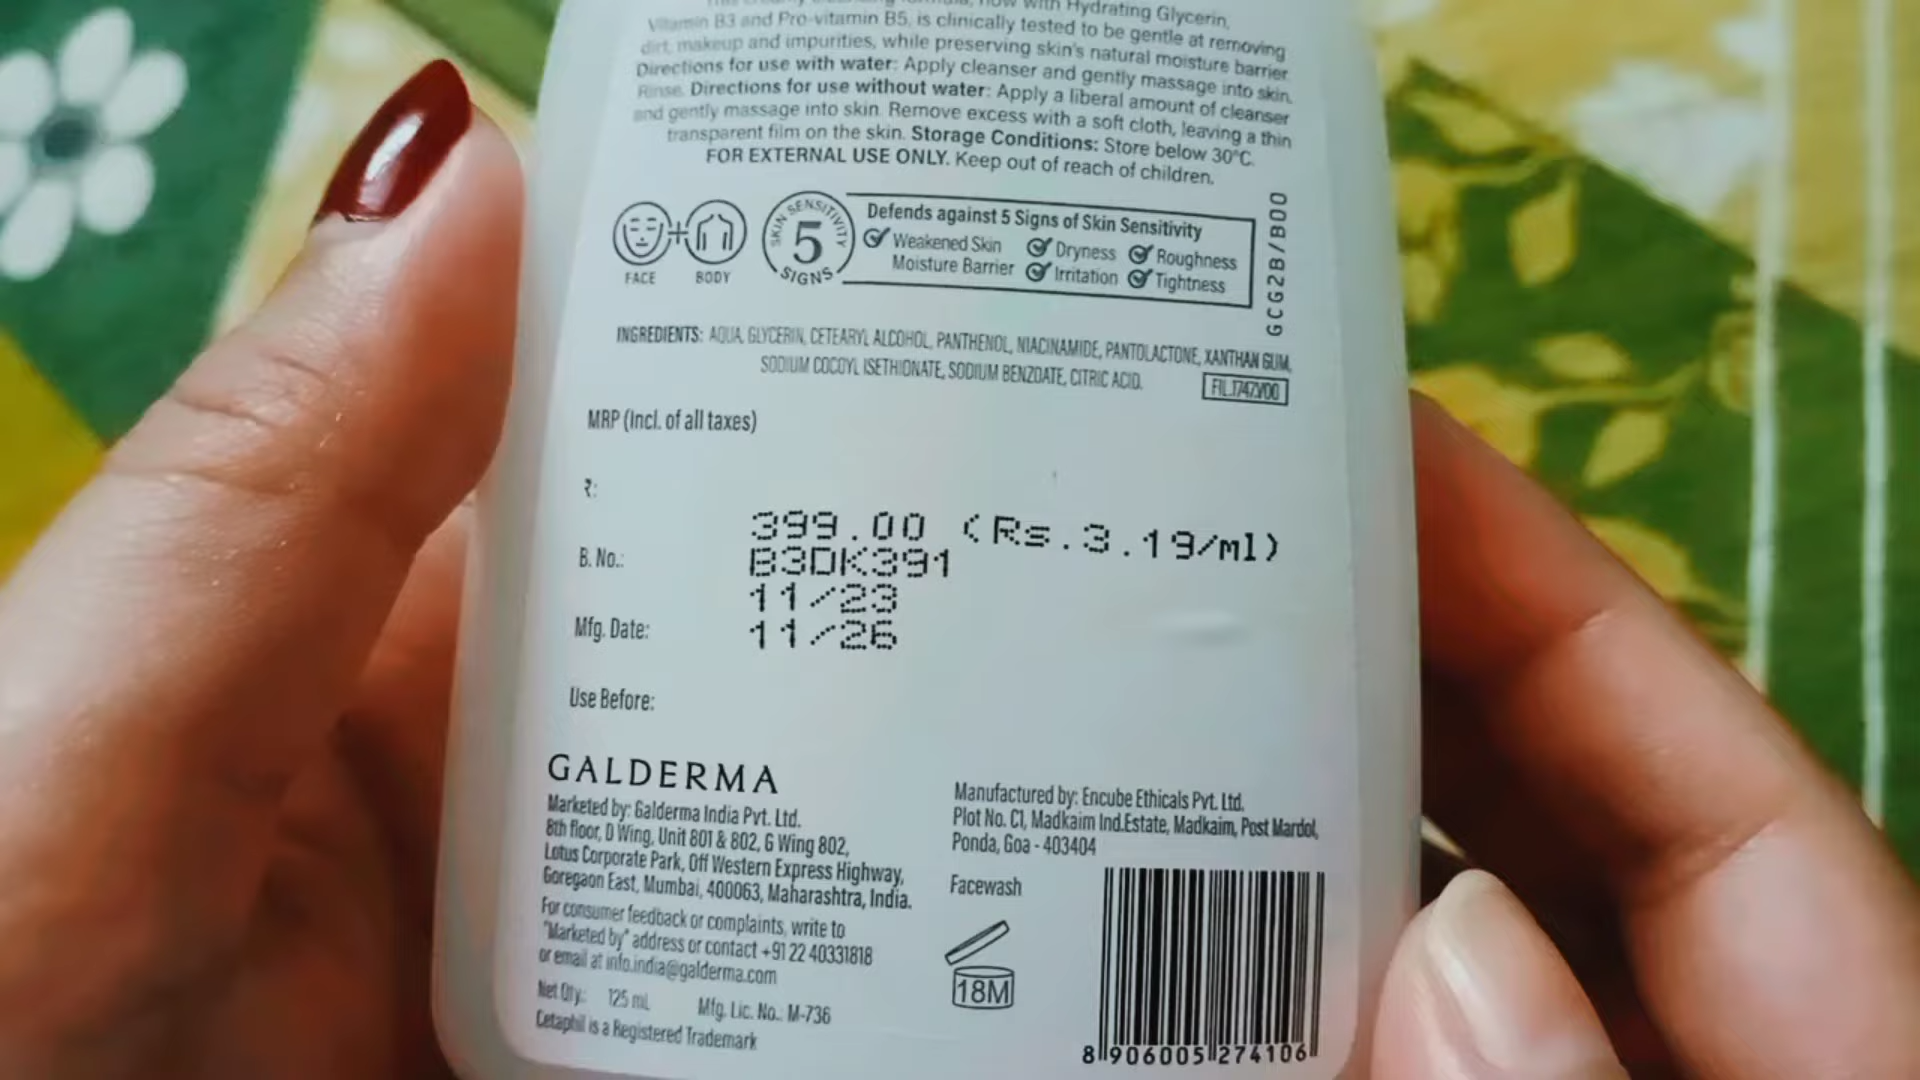 with Hydrating Glycerin,
Vitamin B3 and Pro-vitamin B5, is clinically tested to be gentle at removing
dirt, makeup and impurities, while preserving skin's natural moisture barrier.
Directions for use with water: Apply cleanser and gently massage into skin.
Rinse. Directions for use without water: Apply a liberal amount of cleanser
and gently massage into skin. Remove excess with a soft cloth, leaving a thin
transparent film on the skin. Storage Conditions: Store below 30°C.
FOR EXTERNAL USE ONLY. Keep out of reach of children.
FACE
BODY
SKIN SENSITIVITY
5
SIGNS
Defends against 5 Signs of Skin Sensitivity
Weakened Skin Moisture Barrier
Dryness
Roughness
Irritation
Tightness
GCG2B/B00
INGREDIENTS: AQUA, GLYCERIN, CETEARYL ALCOHOL, PANTHENOL, NIACINAMIDE, PANTOLACTONE, XANTHAN GUM,
SODIUM COCOYL ISETHIONATE, SODIUM BENZOATE, CITRIC ACID.
FIL.1747.V00
MRP (Incl. of all taxes)
₹:
399.00 (Rs.3.19/ml)
B. No.:
B3DK391
11/23
Mfg. Date:
11/26
Use Before:
GALDERMA
Marketed by: Galderma India Pvt. Ltd.
8th floor, D Wing, Unit 801 & 802, G Wing 802,
Lotus Corporate Park, Off Western Express Highway,
Goregaon East, Mumbai, 400063, Maharashtra, India.
For consumer feedback or complaints, write to
"Marketed by" address or contact +91 22 40331818
or email at info.india@galderma.com
Net Qty.: 125 mL
Mfg. Lic. No.: M-736
Cetaphil is a Registered Trademark
Manufactured by: Encube Ethicals Pvt. Ltd.
Plot No. C1, Madkaim Ind.Estate, Madkaim, Post Mardol,
Ponda, Goa - 403404
Facewash
18M
8 906005 274106